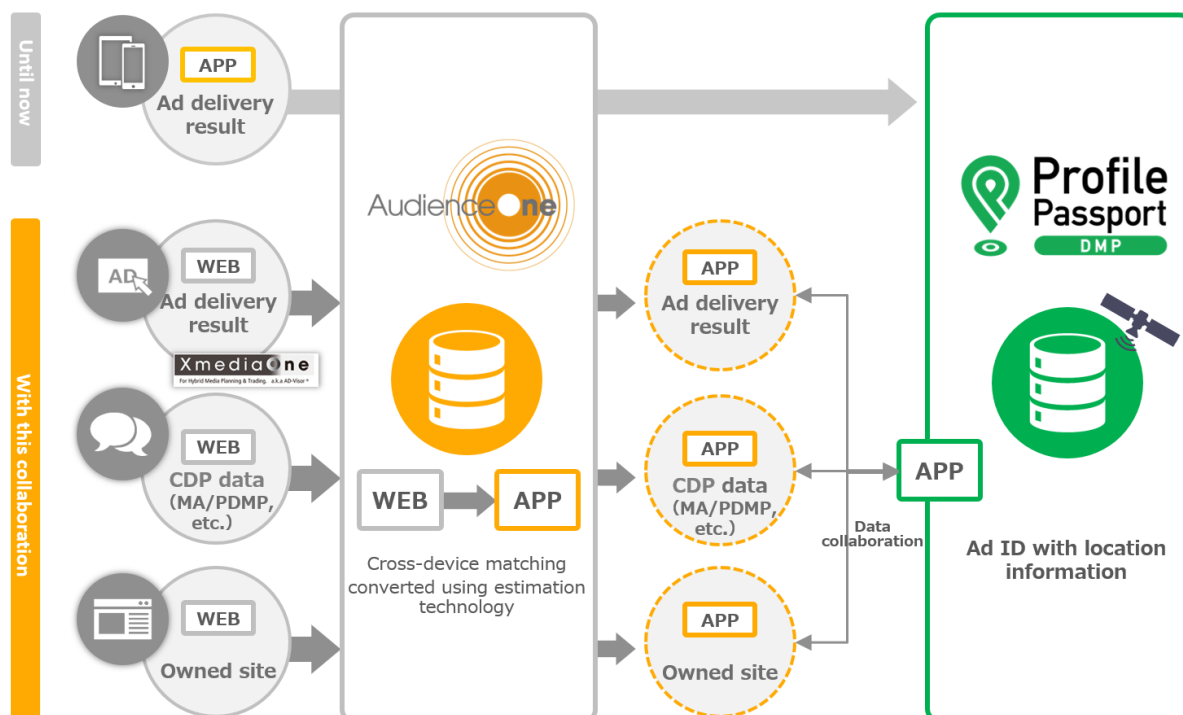 Until now
APP
Ad delivery
result
AudienceOne
Profile
Passport
DMP
With this collaboration
AD
WEB
Ad delivery
result
XmediaOne
For Hybrid Media Planning & Trading. a.k.a AD-Visor
WEB
CDP data
(MA/PDMP,
etc.)
WEB
Owned site
WEB
APP
Cross-device matching
converted using estimation
technology
APP
Ad delivery
result
APP
CDP data
(MA/PDMP,
etc.)
APP
Owned site
Data
collaboration
APP
Ad ID with location
information